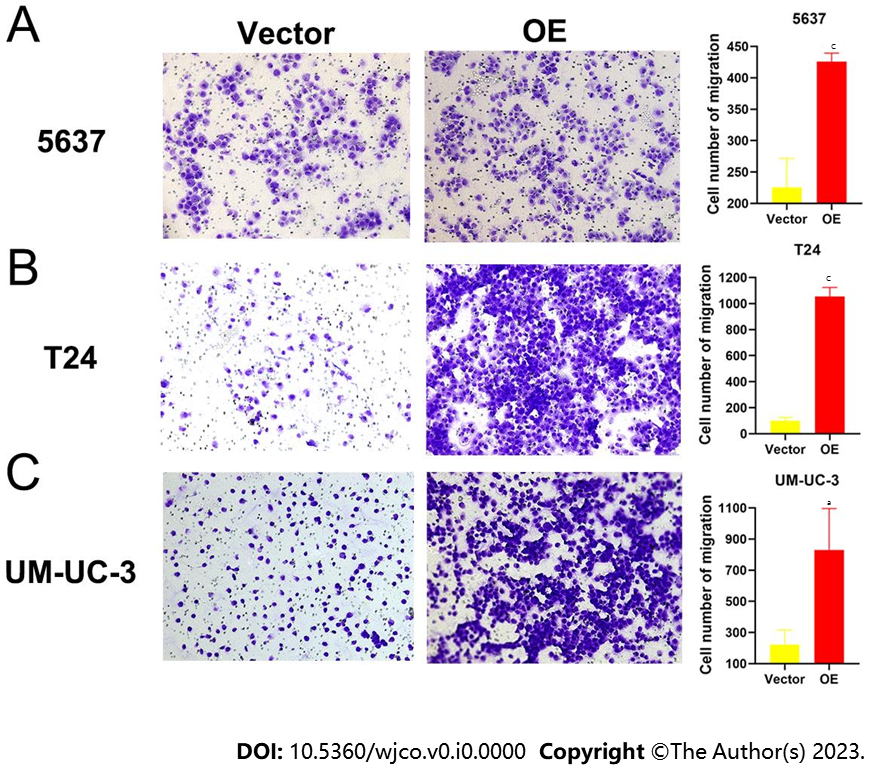 A
Vector
OE
5637
5637
Cell number of migration
450
400
350
300
250
200
c
Vector OE
B
T24
T24
Cell number of migration
1200
1000
800
600
400
200
0
c
Vector OE
C
UM-UC-3
UM-UC-3
Cell number of migration
1100
900
700
500
300
100
a
Vector OE
DOI: 10.5360/wjco.v0.i0.0000 Copyright ©The Author(s) 2023.